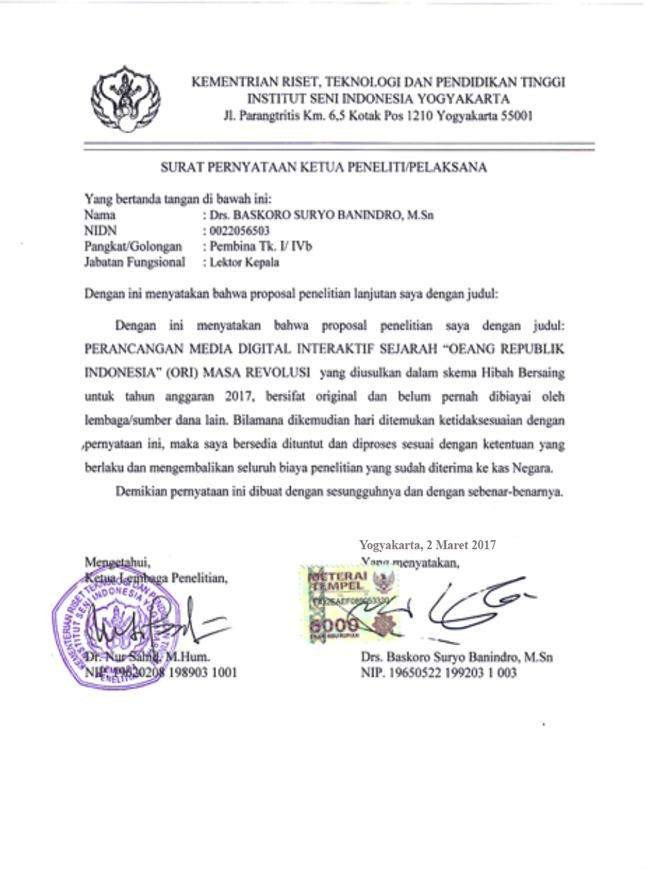 KEMENTRIAN RISET, TEKNOLOGI DAN PENDIDIKAN TINGGI
INSTITUT SENI INDONESIA YOGYAKARTA
Jl. Parangtritis Km. 6,5 Kotak Pos 1210 Yogyakarta 55001
SURAT PERNYATAAN KETUA PENELITI/PELAKSANA
Yang bertanda tangan di bawah ini:
Nama : Drs. BASKORO SURYO BANINDRO, M.Sn
NIDN : 0022056503
Pangkat/Golongan : Pembina Tk. I/ IVb
Jabatan Fungsional : Lektor Kepala
Dengan ini menyatakan bahwa proposal penelitian lanjutan saya dengan judul:
Dengan ini menyatakan bahwa proposal penelitian saya dengan judul:
PERANCANGAN MEDIA DIGITAL INTERAKTIF SEJARAH “OEANG REPUBLIK
INDONESIA” (ORI) MASA REVOLUSI yang diusulkan dalam skema Hibah Bersaing
untuk tahun anggaran 2017, bersifat original dan belum pernah dibiayai oleh
lembaga/sumber dana lain. Bilamana dikemudian hari ditemukan ketidaksesuaian dengan
pernyataan ini, maka saya bersedia dituntut dan diproses sesuai dengan ketentuan yang
berlaku dan mengembalikan seluruh biaya penelitian yang sudah diterima ke kas Negara.
Demikian pernyataan ini dibuat dengan sesungguhnya dan dengan sebenar-benarnya.
Yogyakarta, 2 Maret 2017
Mengetahui,
Yang menyatakan,
Ketua Lembaga Penelitian,
METERAI
TEMPEL
6000
KEMENTERIAN RISET TEKNOLOGI DAN PENDIDIKAN
INSTITUT SENI INDONESIA
LEMBAGA
PENELITIAN
Dr. Nur Sahid, M.Hum.
Drs. Baskoro Suryo Banindro, M.Sn
NIP. 19620208 198903 1001
NIP. 19650522 199203 1 003